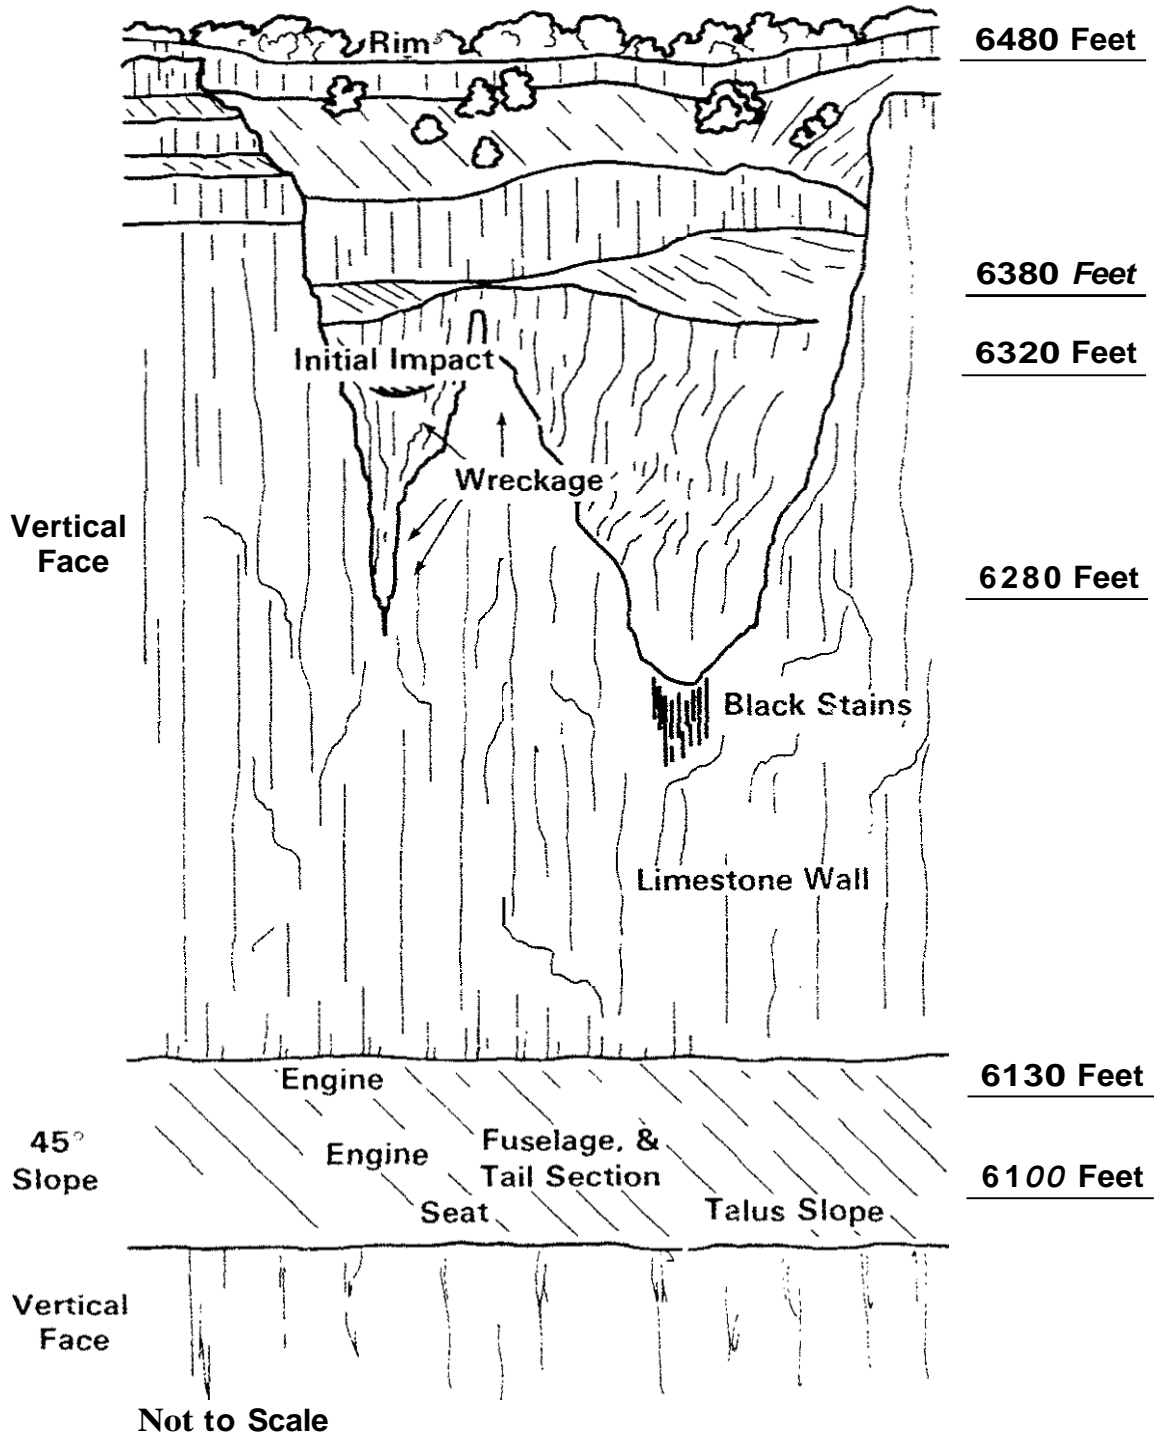 Rim
6480 Feet
6380 Feet
Initial Impact
6320 Feet
Wreckage
Vertical
Face
6280 Feet
Black Stains
Limestone Wall
Engine
6130 Feet
45°
Slope
Engine
Fuselage, &
Tail Section
6100 Feet
Seat
Talus Slope
Vertical
Face
Not to Scale